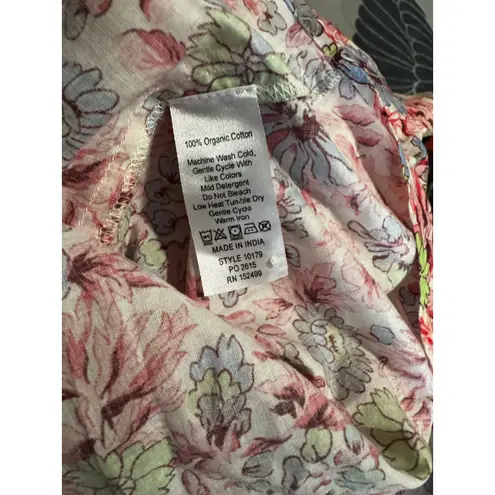 100% Organic Cotton
Machine Wash Cold,
Gentle Cycle With
Like Colors
Mild Detergent
Do Not Bleach
Low Heat Tumble Dry
Gentle Cycle
Warm Iron
MADE IN INDIA
STYLE 10179
PO 2615
RN 152499